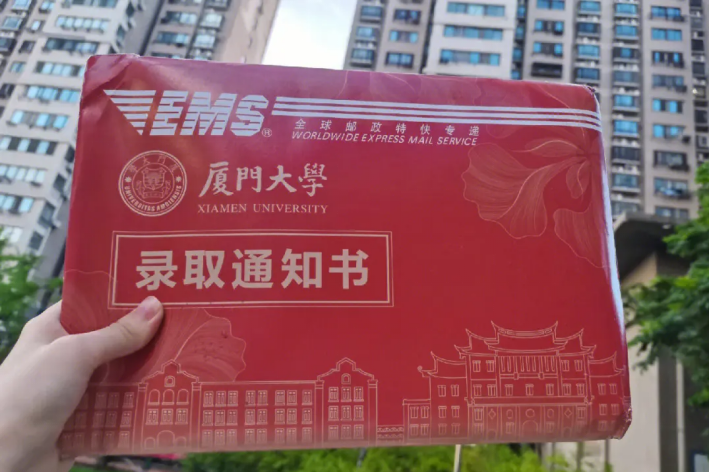 EMS®
全球邮政特快专递
WORLDWIDE EXPRESS MAIL SERVICE
廈門大學
XIAMEN UNIVERSITY
录取通知书